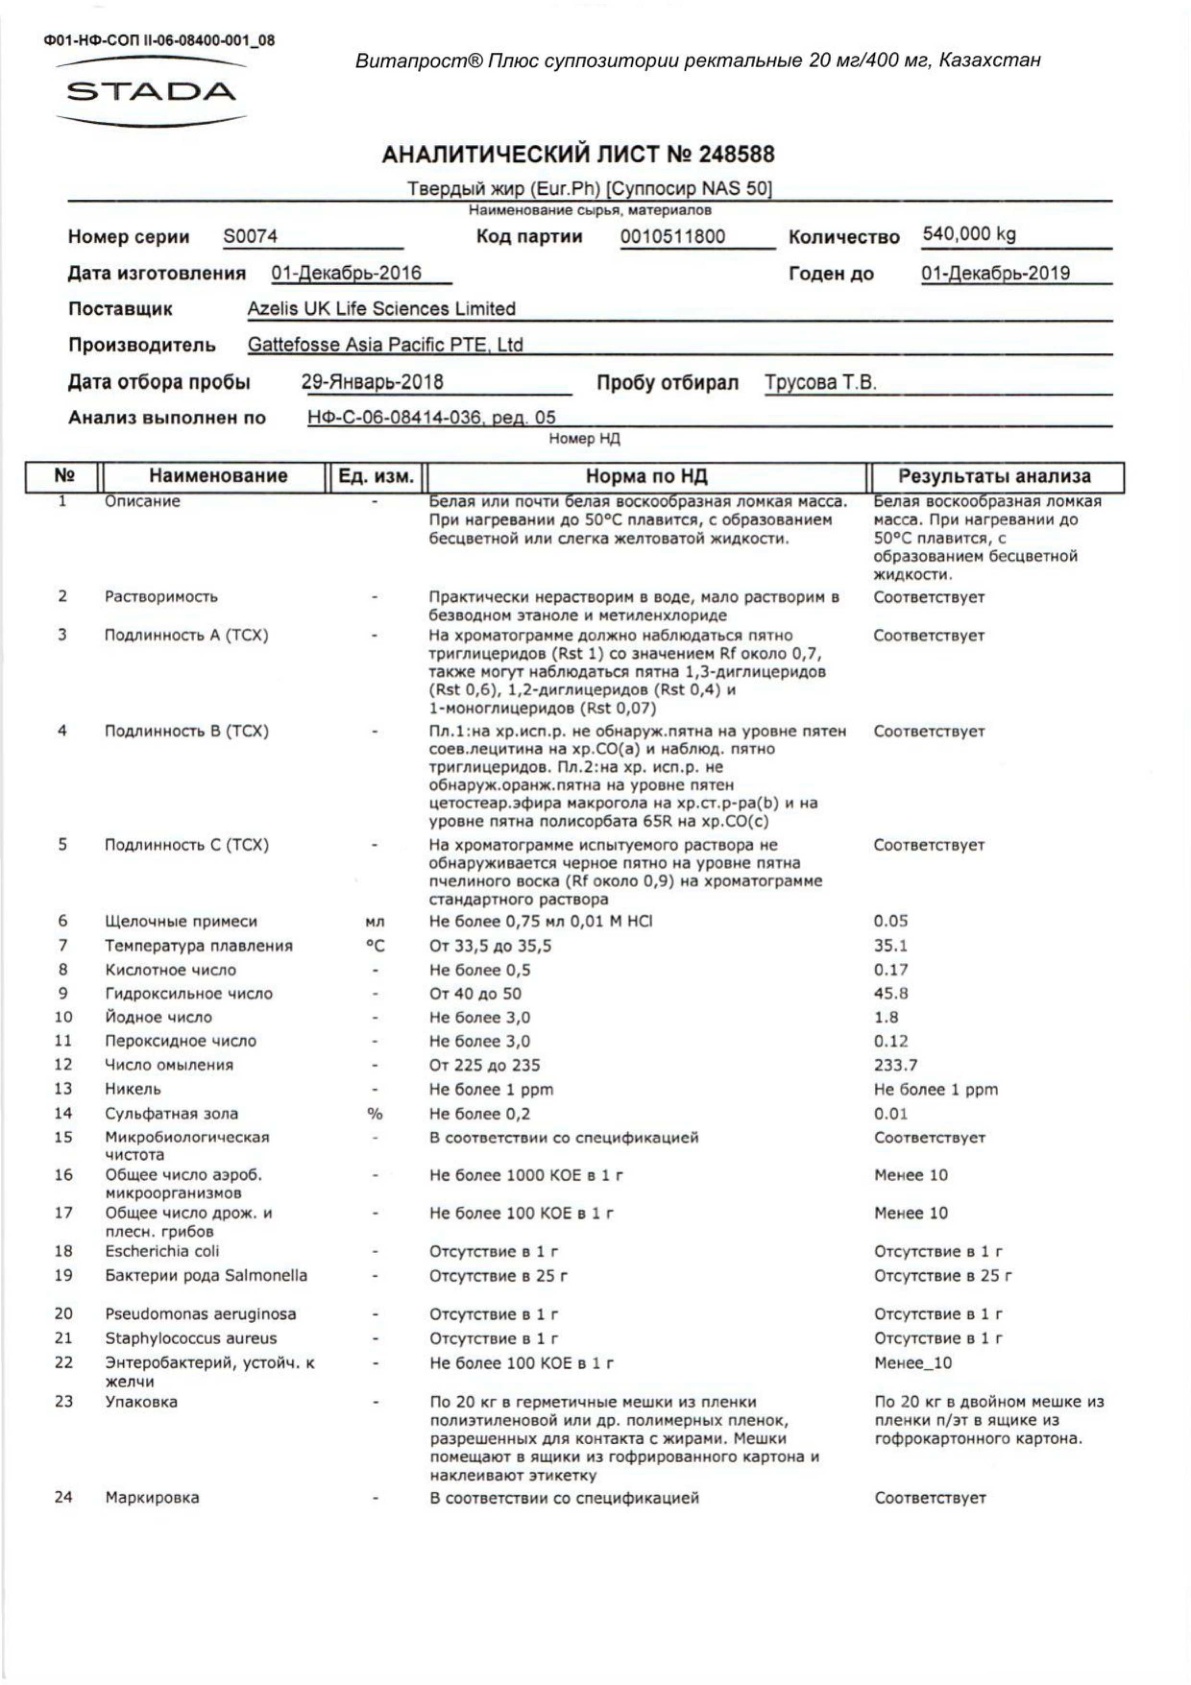 Ф01-НФ-СОП II-06-08400-001_08
Витапрост® Плюс суппозитории ректальные 20 мг/400 мг, Казахстан
STADA
АНАЛИТИЧЕСКИЙ ЛИСТ № 248588
Твердый жир (Eur.Ph) [Суппосир NAS 50]
Наименование сырья, материалов
Номер серии S0074 Код партии 0010511800 Количество 540,000 kg
Дата изготовления 01-Декабрь-2016 Годен до 01-Декабрь-2019
Поставщик Azelis UK Life Sciences Limited
Производитель Gattefosse Asia Pacific PTE, Ltd
Дата отбора пробы 29-Январь-2018 Пробу отбирал Трусова Т.В.
Анализ выполнен по НФ-С-06-08414-036, ред. 05
Номер НД
№ Наименование Ед. изм. Норма по НД Результаты анализа
1 Описание - Белая или почти белая воскообразная ломкая масса. Белая воскообразная ломкая
При нагревании до 50°С плавится, с образованием масса. При нагревании до
бесцветной или слегка желтоватой жидкости. 50°С плавится, с
образованием бесцветной
жидкости.
2 Растворимость - Практически нерастворим в воде, мало растворим в Соответствует
безводном этаноле и метиленхлориде
3 Подлинность А (ТСХ) - На хроматограмме должно наблюдаться пятно Соответствует
триглицеридов (Rst 1) со значением Rf около 0,7,
также могут наблюдаться пятна 1,3-диглицеридов
(Rst 0,6), 1,2-диглицеридов (Rst 0,4) и
1-моноглицеридов (Rst 0,07)
4 Подлинность В (ТСХ) - Пл.1:на хр.исп.р. не обнаруж.пятна на уровне пятен Соответствует
соев.лецитина на хр.СО(а) и наблюд. пятно
триглицеридов. Пл.2:на хр. исп.р. не
обнаруж.оранж.пятна на уровне пятен
цетостеар.эфира макрогола на хр.ст.р-ра(b) и на
уровне пятна полисорбата 65R на хр.СО(с)
5 Подлинность С (ТСХ) - На хроматограмме испытуемого раствора не Соответствует
обнаруживается черное пятно на уровне пятна
пчелиного воска (Rf около 0,9) на хроматограмме
стандартного раствора
6 Щелочные примеси мл Не более 0,75 мл 0,01 М HCl 0.05
7 Температура плавления °С От 33,5 до 35,5 35.1
8 Кислотное число - Не более 0,5 0.17
9 Гидроксильное число - От 40 до 50 45.8
10 Йодное число - Не более 3,0 1.8
11 Пероксидное число - Не более 3,0 0.12
12 Число омыления - От 225 до 235 233.7
13 Никель - Не более 1 ppm Не более 1 ppm
14 Сульфатная зола % Не более 0,2 0.01
15 Микробиологическая - В соответствии со спецификацией Соответствует
чистота
16 Общее число аэроб. - Не более 1000 КОЕ в 1 г Менее 10
микроорганизмов
17 Общее число дрож. и - Не более 100 КОЕ в 1 г Менее 10
плесн. грибов
18 Escherichia coli - Отсутствие в 1 г Отсутствие в 1 г
19 Бактерии рода Salmonella - Отсутствие в 25 г Отсутствие в 25 г
20 Pseudomonas aeruginosa - Отсутствие в 1 г Отсутствие в 1 г
21 Staphylococcus aureus - Отсутствие в 1 г Отсутствие в 1 г
22 Энтеробактерий, устойч. к - Не более 100 КОЕ в 1 г Менее_10
желчи
23 Упаковка - По 20 кг в герметичные мешки из пленки По 20 кг в двойном мешке из
полиэтиленовой или др. полимерных пленок, пленки п/эт в ящике из
разрешенных для контакта с жирами. Мешки гофрокартонного картона.
помещают в ящики из гофрированного картона и
наклеивают этикетку
24 Маркировка - В соответствии со спецификацией Соответствует